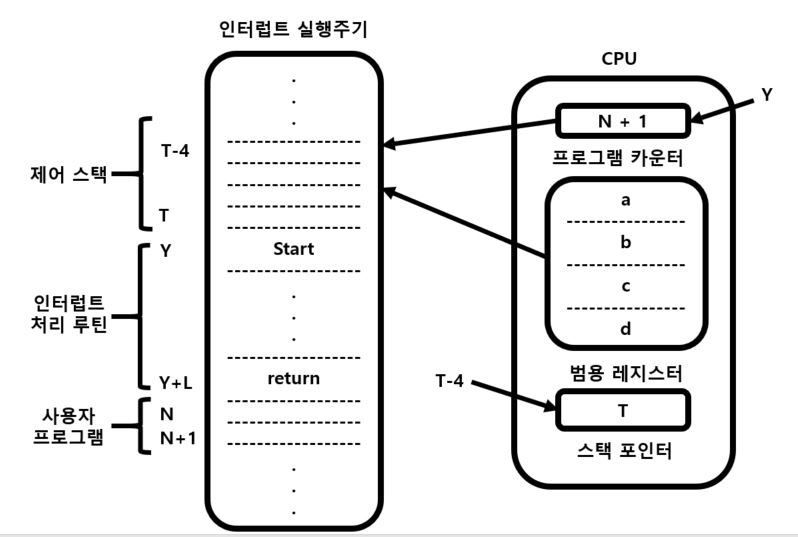 인터럽트 실행주기
제어 스택
T-4
T
인터럽트
처리 루틴
Y
Start
return
Y+L
사용자
프로그램
N
N+1
CPU
Y
N + 1
프로그램 카운터
a
b
c
d
범용 레지스터
T-4
T
스택 포인터